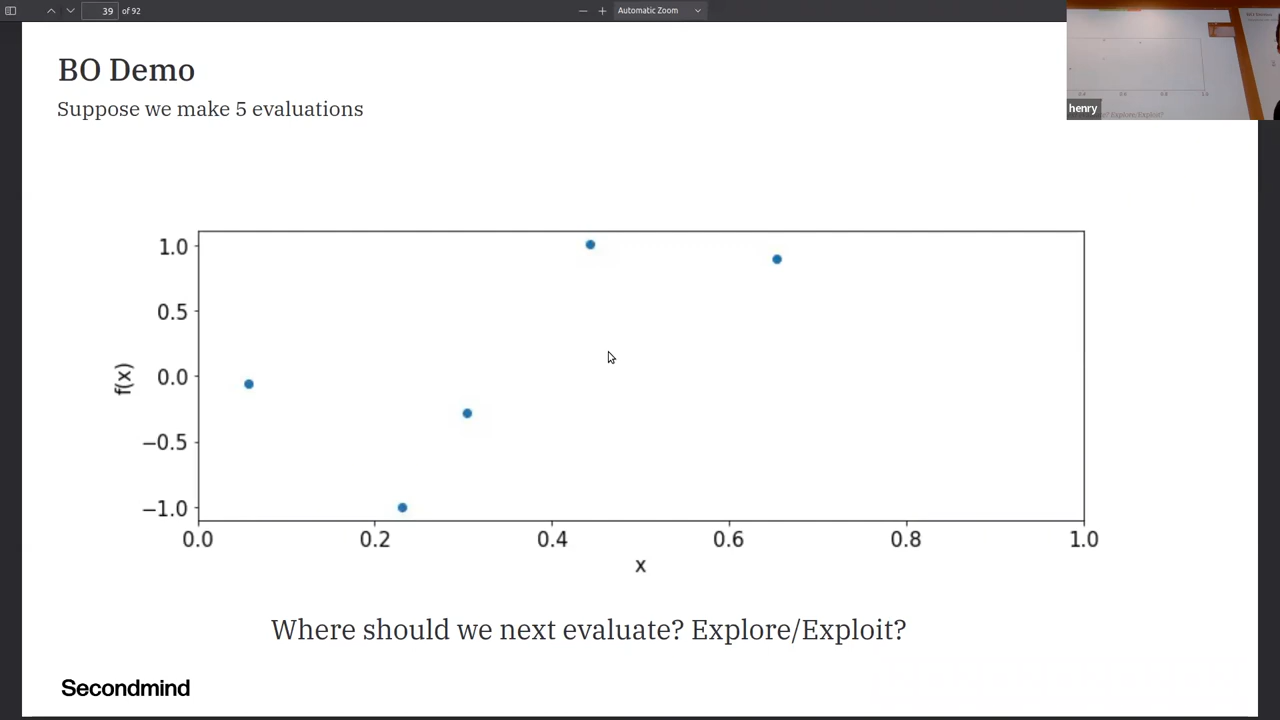 39 of 92
Automatic Zoom
BO Demo
Suppose we make 5 evaluations
henry
1.0
0.5
0.0
−0.5
−1.0
f(x)
0.0 0.2 0.4 0.6 0.8 1.0
x
Where should we next evaluate? Explore/Exploit?
Secondmind